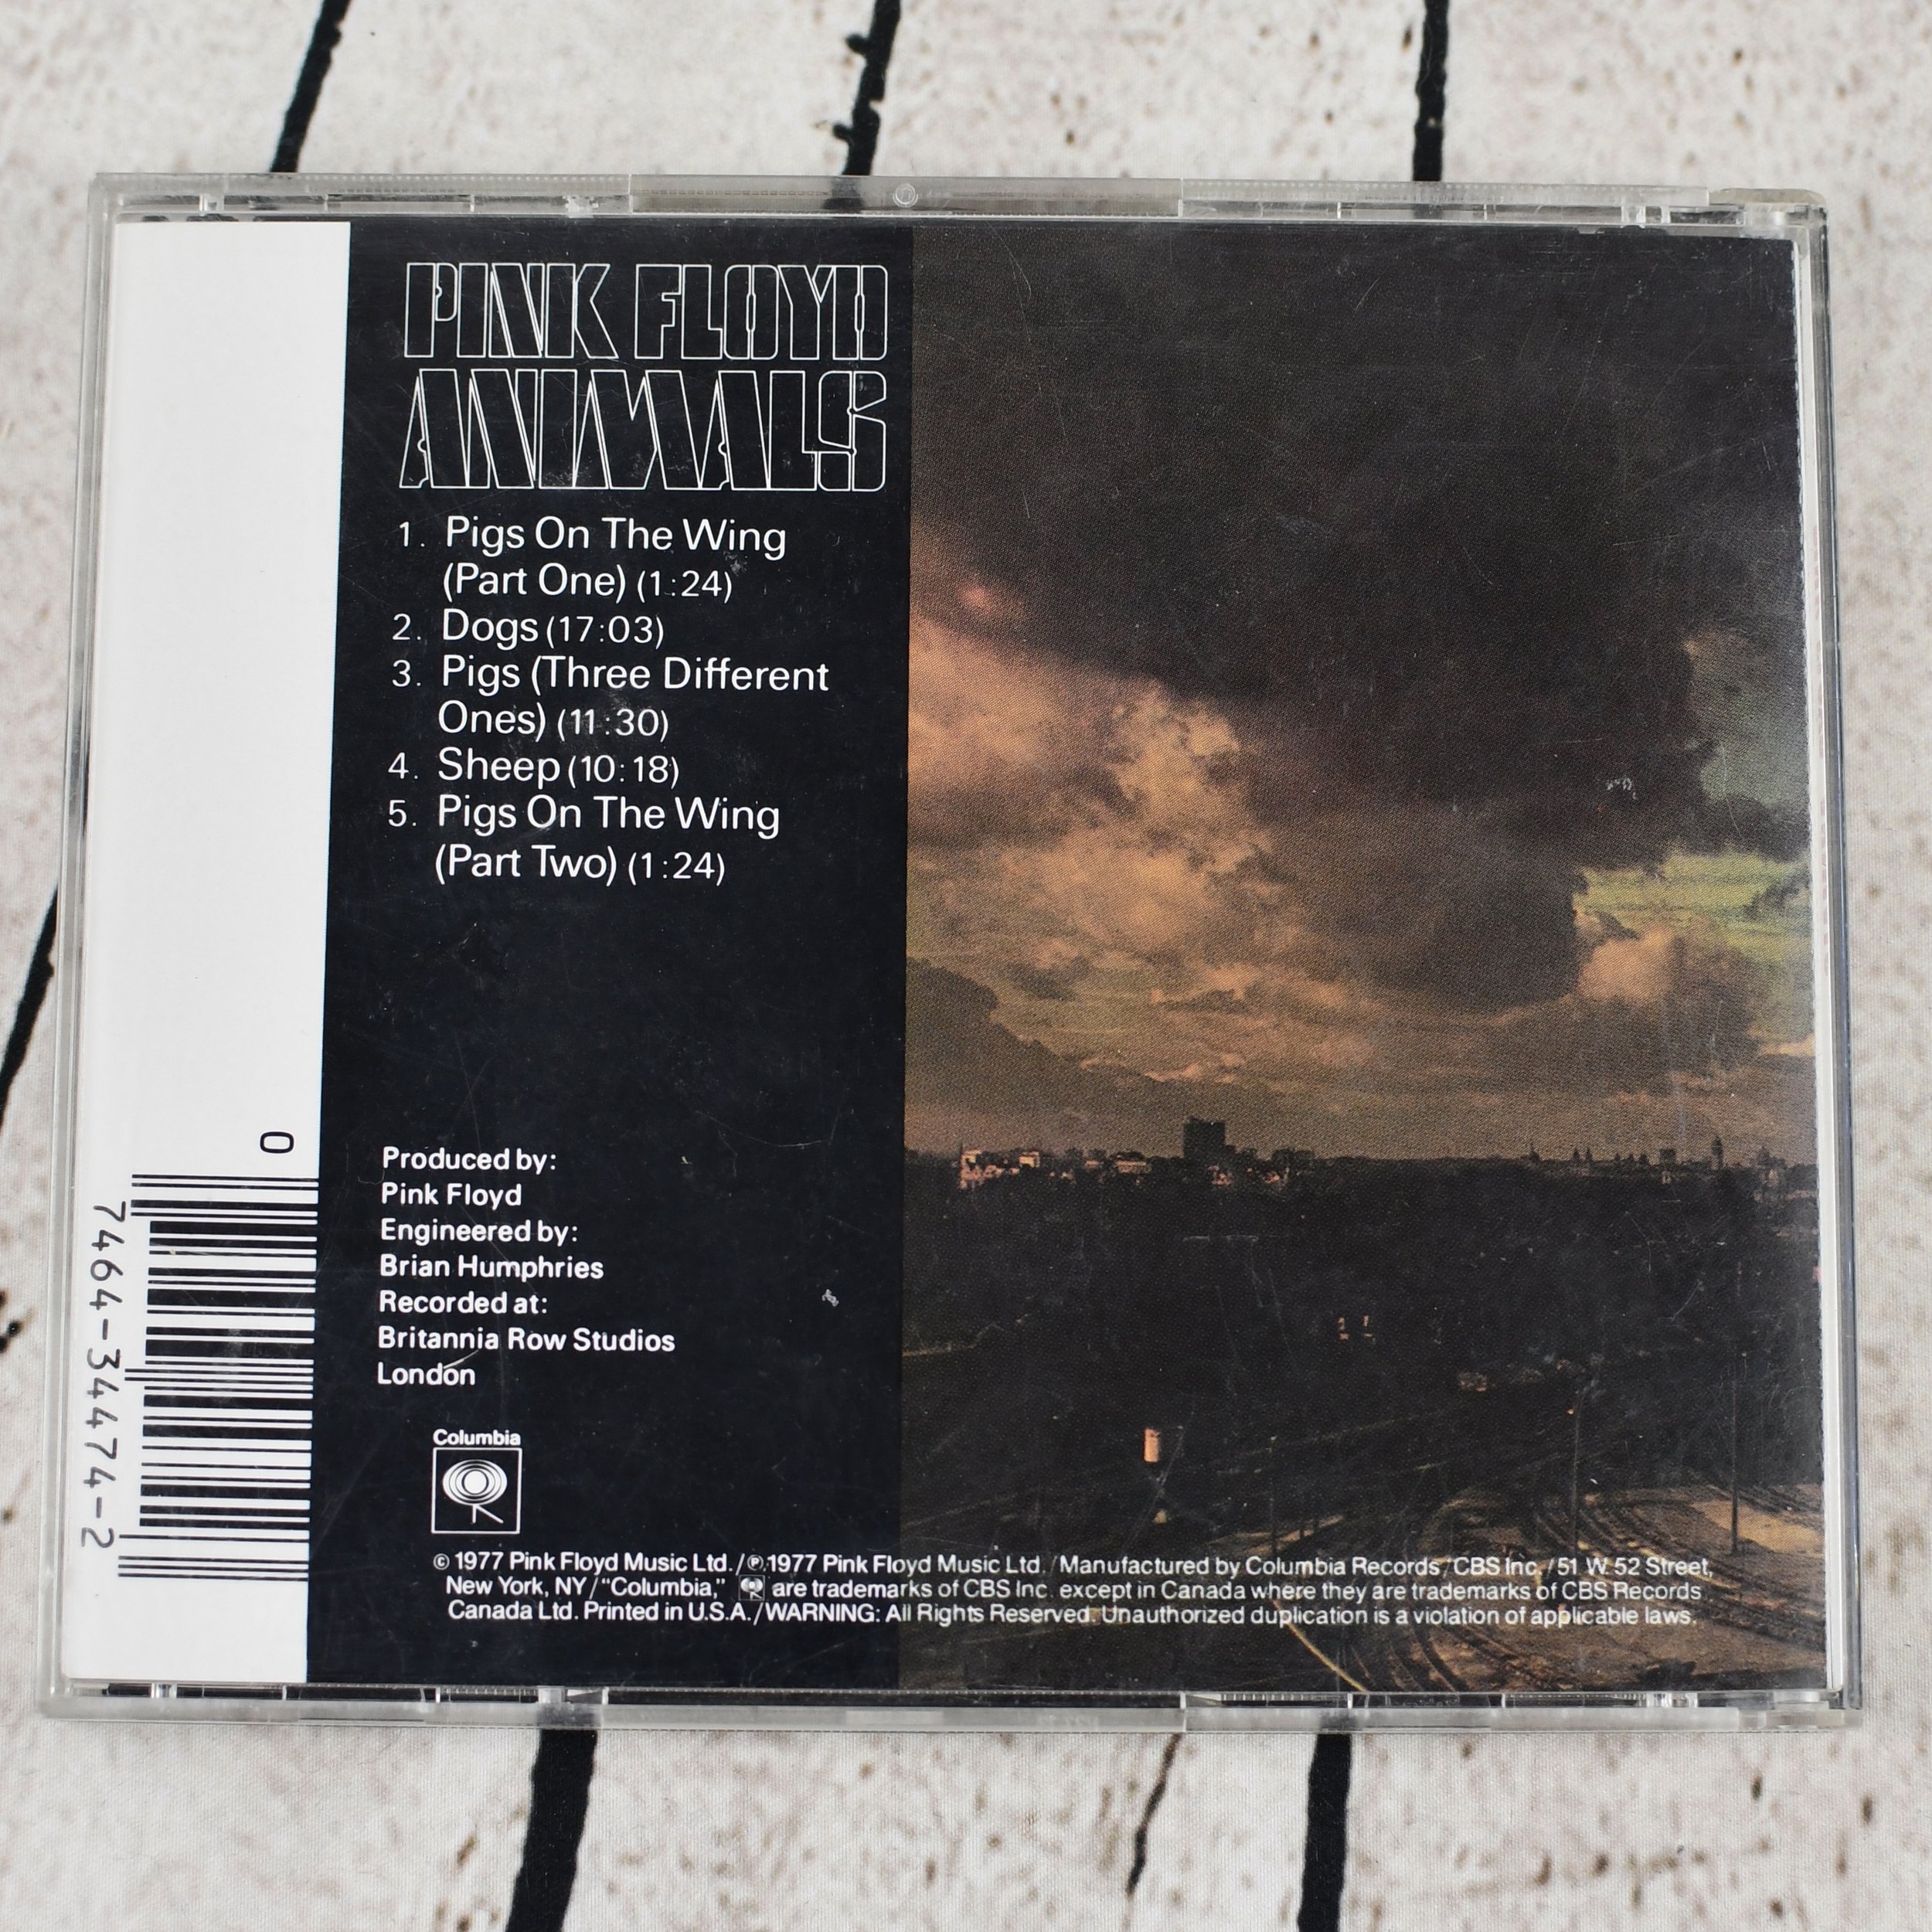 PINK FLOYD
ANIMALS
1. Pigs On The Wing
(Part One) (1:24)
2. Dogs (17:03)
3. Pigs (Three Different
Ones) (11:30)
4. Sheep (10:18)
5. Pigs On The Wing
(Part Two) (1:24)
0
7464-34474-2
Produced by:
Pink Floyd
Engineered by:
Brian Humphries
Recorded at:
Britannia Row Studios
London
Columbia
© 1977 Pink Floyd Music Ltd./℗ 1977 Pink Floyd Music Ltd. /Manufactured by Columbia Records/CBS Inc./51 W. 52 Street,
New York, NY/"Columbia," are trademarks of CBS Inc. except in Canada where they are trademarks of CBS Records
Canada Ltd. Printed in U.S.A./WARNING: All Rights Reserved. Unauthorized duplication is a violation of applicable laws.